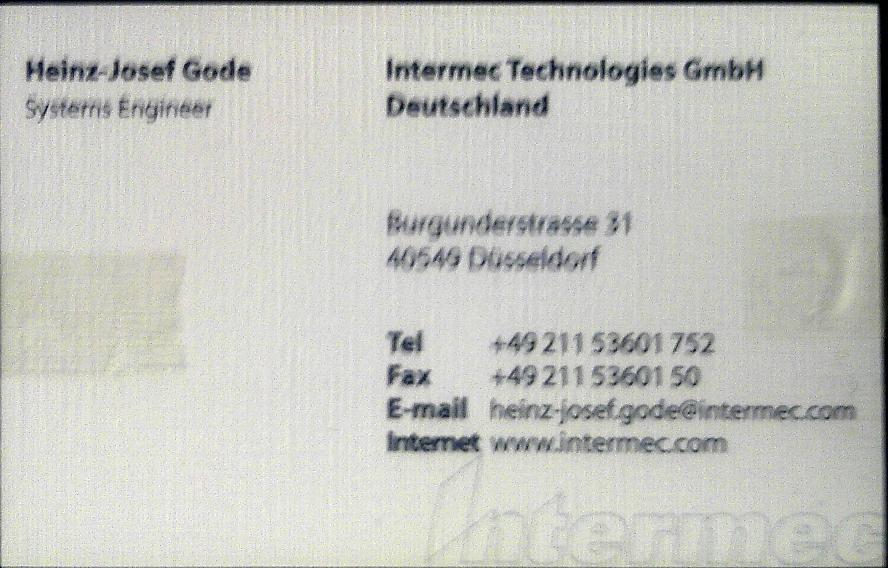 Heinz-Josef Gode
Systems Engineer
Intermec Technologies GmbH
Deutschland
Burgunderstrasse 31
40549 Düsseldorf
Tel +49 211 53601 752
Fax +49 211 53601 50
E-mail heinz-josef.gode@intermec.com
Internet www.intermec.com
Intermec